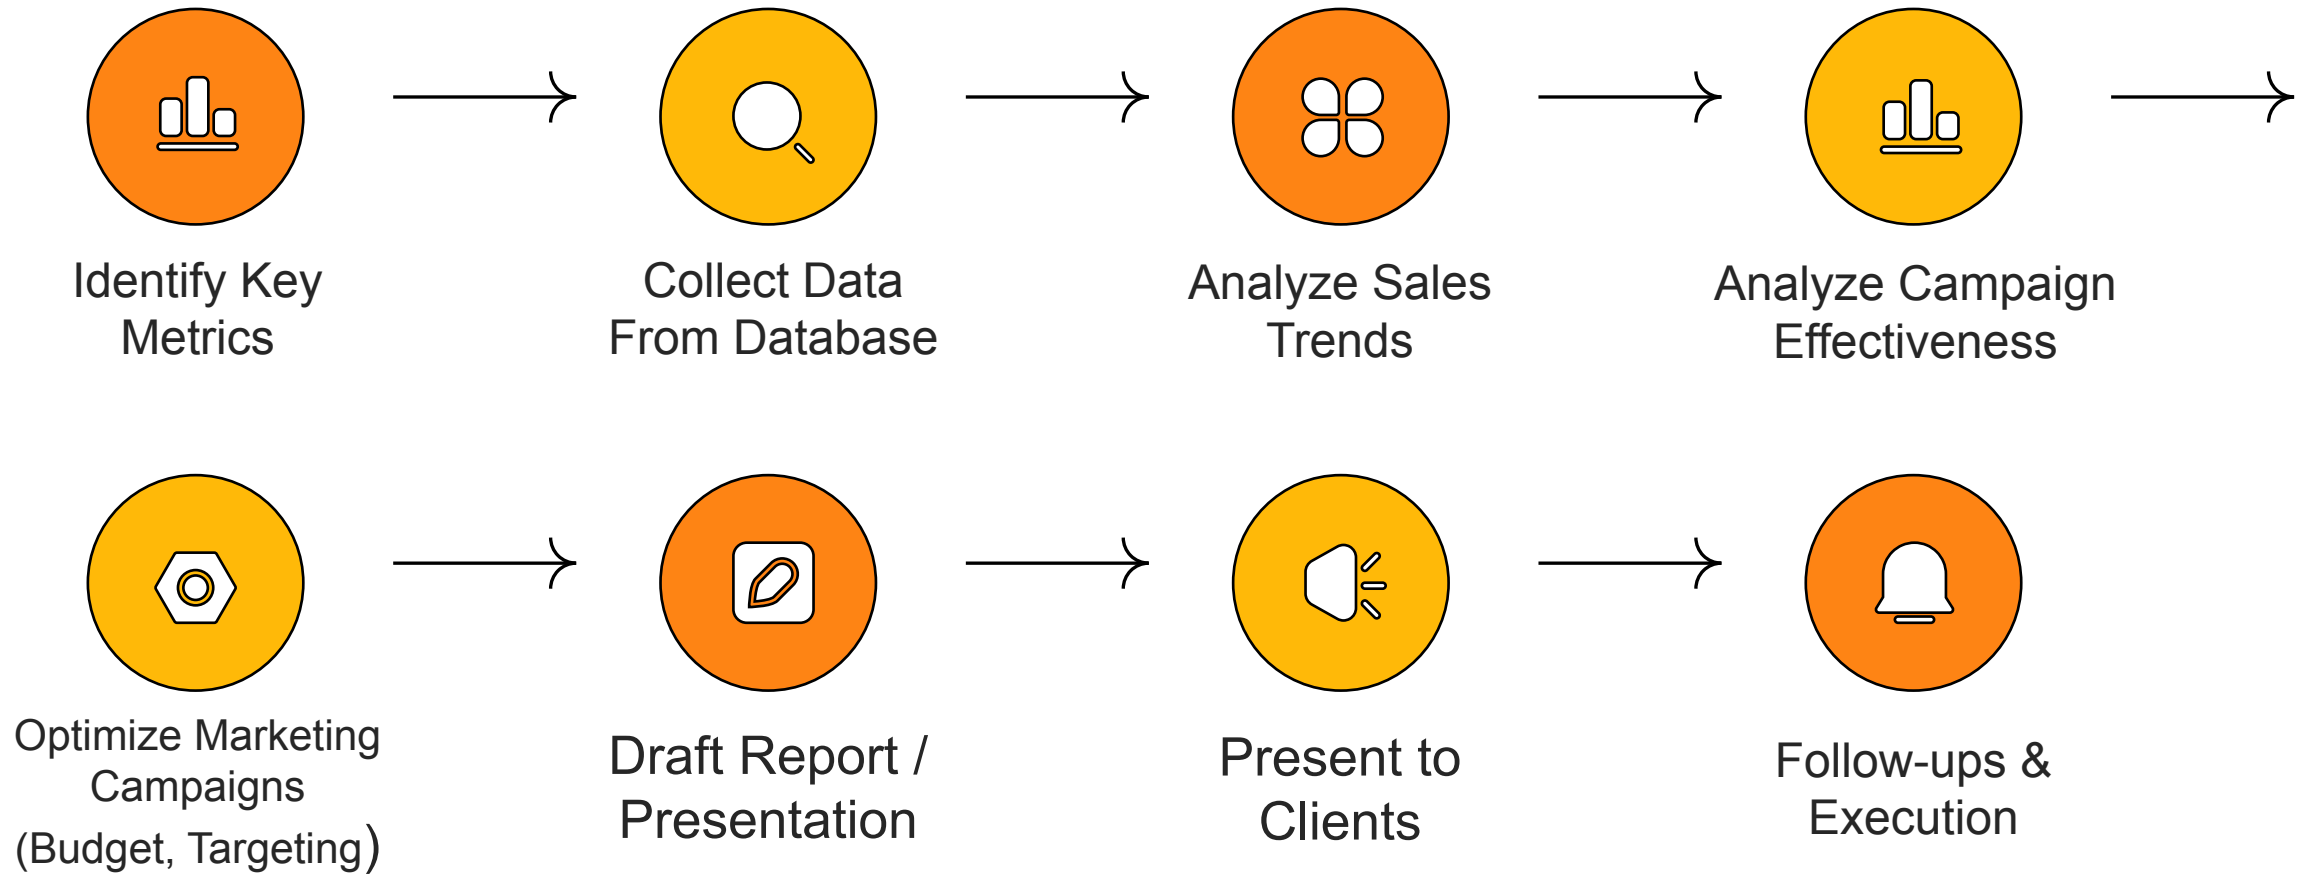 Identify Key
Metrics
Collect Data
From Database
Analyze Sales
Trends
Analyze Campaign
Effectiveness
Optimize Marketing
Campaigns
(Budget, Targeting)
Draft Report /
Presentation
Present to
Clients
Follow-ups &
Execution